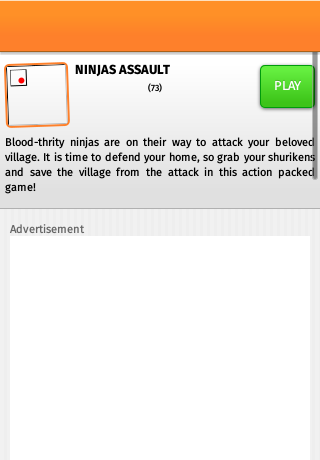 NINJAS ASSAULT
(73)
PLAY
Blood-thrity ninjas are on their way to attack your beloved
village. It is time to defend your home, so grab your shurikens
and save the village from the attack in this action packed
game!
Advertisement